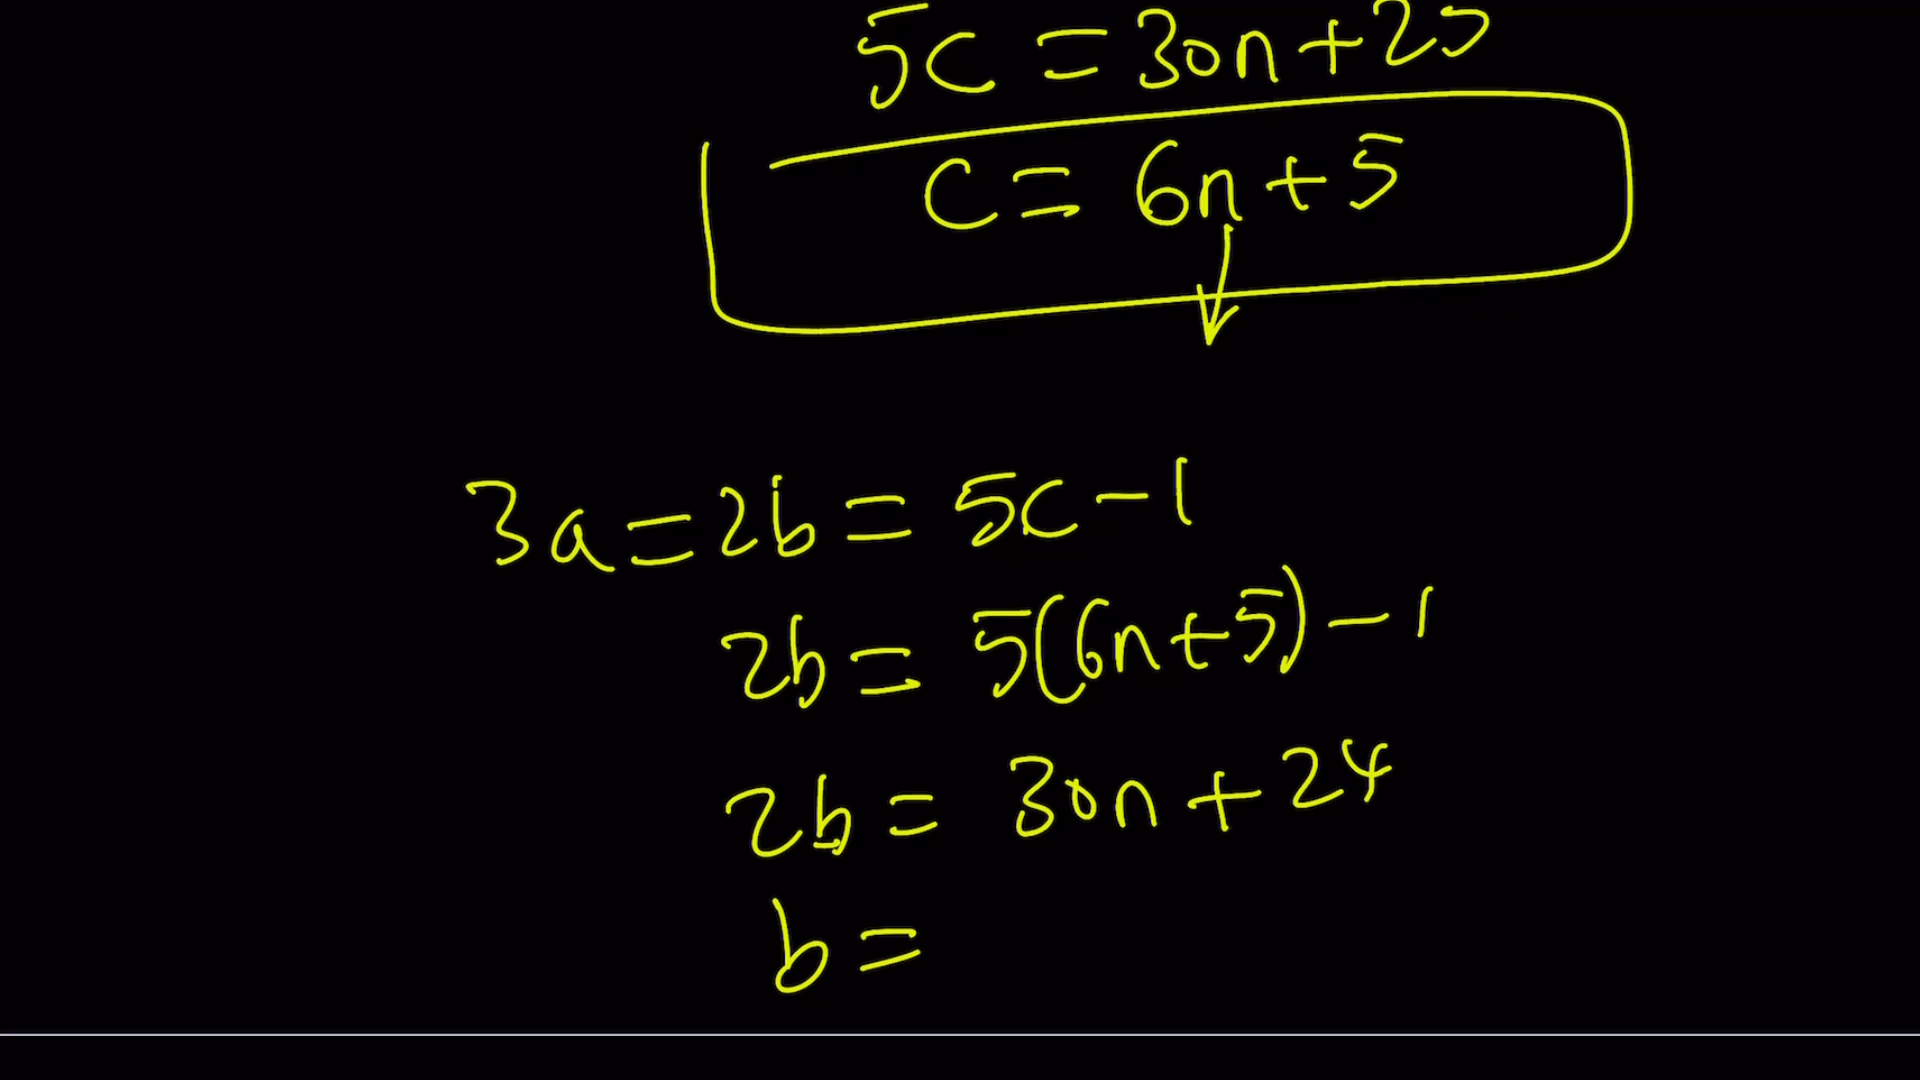 5c = 30n + 25
c = 6n + 5
3a = 2b = 5c - 1
2b = 5(6n + 5) - 1
2b = 30n + 24
b =